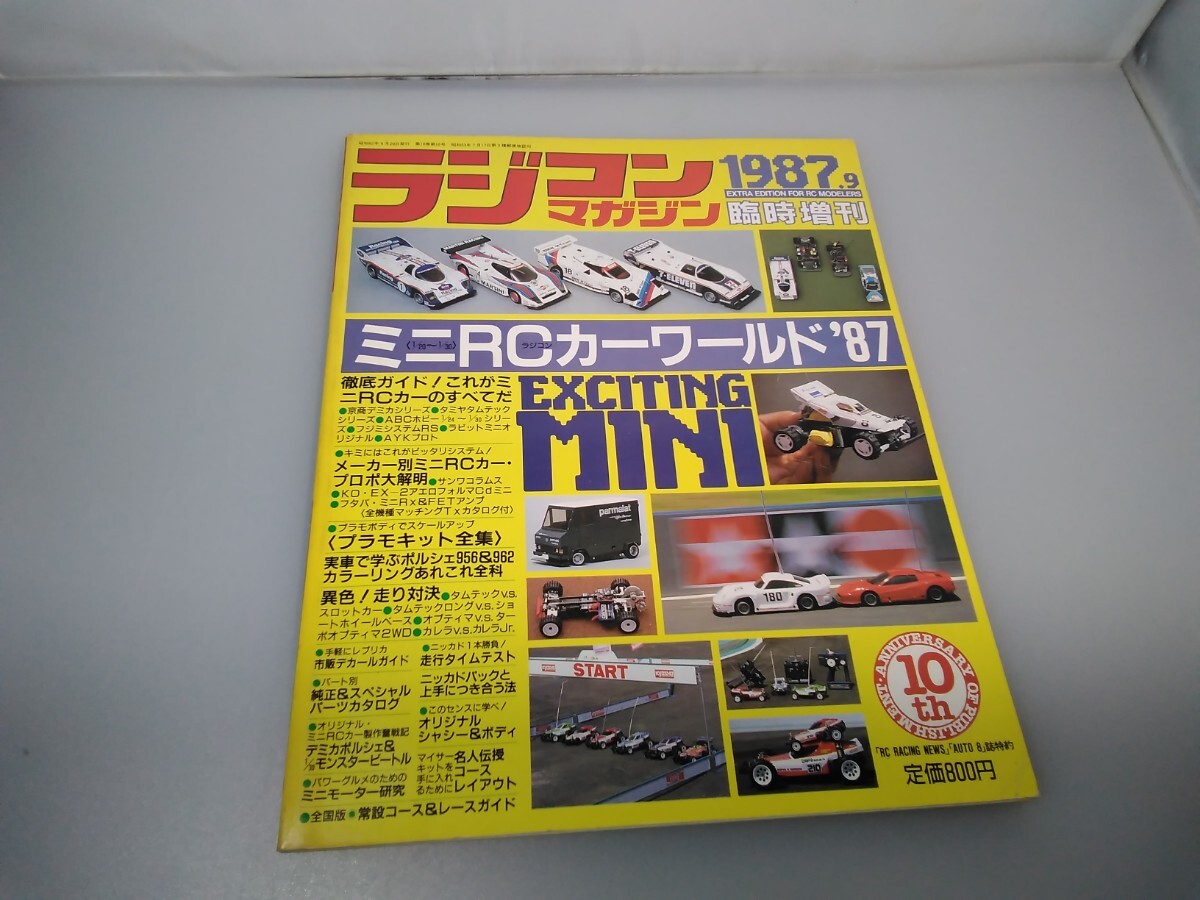 ラジコン
マガジン
1987.9
EXTRA EDITION FOR RC MODELERS
臨時増刊
ミニRCカーワールド'87
〈1/20〜1/30〉
ラジコン
EXCITING
MINI
徹底ガイド!これがミ
ニRCカーのすべてだ
●京商デミカシリーズ●タミヤタムテック
シリーズ●ABCホビー1/24〜1/30シリー
ズ●フジミシステムRS●ラビットミニオ
リジナル●AYKプロト
●キミにはこれがピッタリシステム!
メーカー別ミニRCカー・
プロポ大解明●サンワコラムス
●KO・EX-2アエロフォルマCdミニ
●フタバ・ミニRx&FETアンプ
〈全機種マッチングTxカタログ付〉
●プラモボディでスケールアップ
〈プラモキット全集〉
実車で学ぶポルシェ956&962
カラーリングあれこれ全科
異色!走り対決●タムテックv.s.
スロットカー●タムテックロングv.s.ショ
ートホイールベース●オプティマv.s.ター
ボオプティマ2WD●カレラv.s.カレラJr.
●手軽にレプリカ
市販デカールガイド
●ニッカド1本勝負!
走行タイムテスト
●パート別
純正&スペシャル
パーツカタログ
ニッカドパックと
上手につき合う法
●オリジナル・
ミニRCカー製作奮戦記
デミカポルシェ&
モンスタービートル
●このセンスに学べ!
オリジナル
シャシー&ボディ
●パワーグルメのための
ミニモーター研究
マイサー
キットを
手に入れ
るために
名人伝授
コース
レイアウト
●全国版●常設コース&レースガイド
parmalat
MARTINI
180
START
210
10th
ANNIVERSARY OF PUBLISHMENT
「RC RACING NEWS」「AUTO 8」誌特約
定価800円